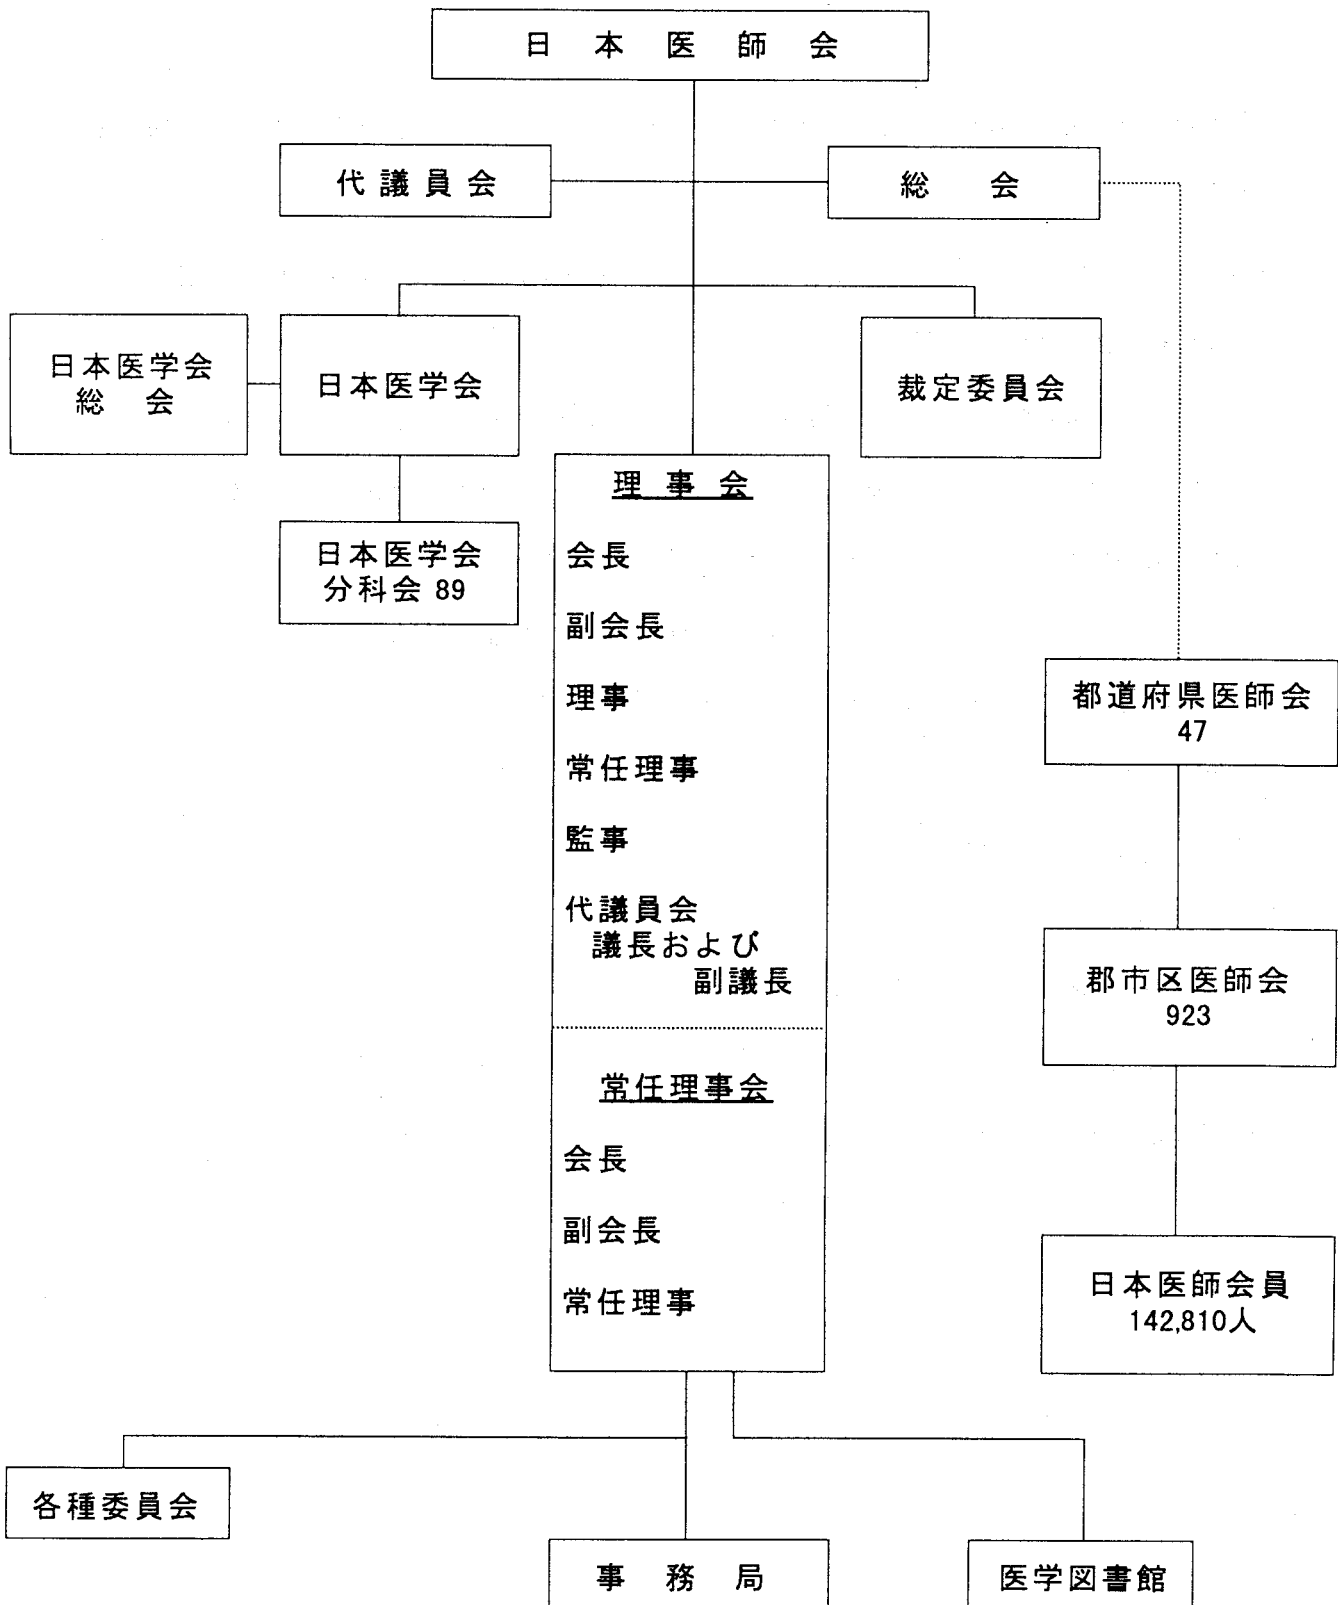 日本医師会
代議員会
総会
日本医学会
総会
日本医学会
裁定委員会
日本医学会
分科会 89
理事会
会長
副会長
理事
常任理事
監事
代議員会
議長および
副議長
常任理事会
会長
副会長
常任理事
都道府県医師会
47
郡市区医師会
923
日本医師会員
142,810人
各種委員会
事務局
医学図書館